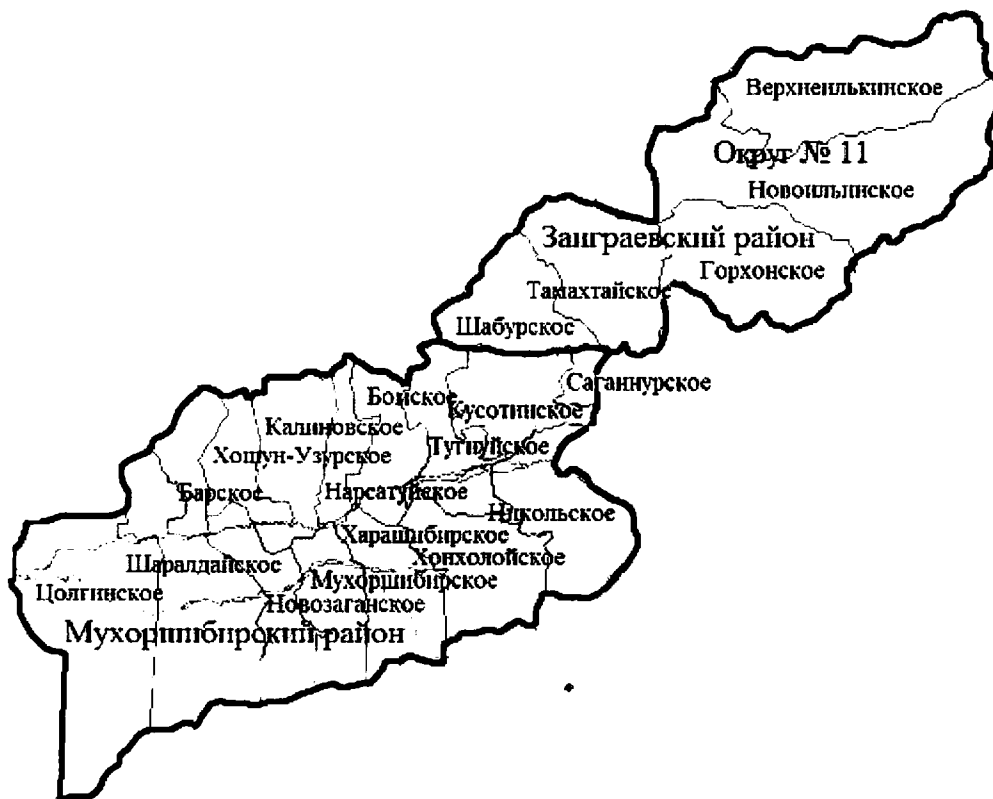 Верхнеилькинское
Округ № 11
Новоильинское
Заиграевский район
Горхонское
Тамахтайское
Шабурское
Саганнурское
Бомское
Кусотинское
Калиновское
Тугнуйское
Хошун-Узурское
Барское
Нарсатуйское
Никольское
Харашибирское
Хонхолойское
Шаралдайское
Мухоршибирское
Цолгинское
Новозаганское
Мухоршибирский район